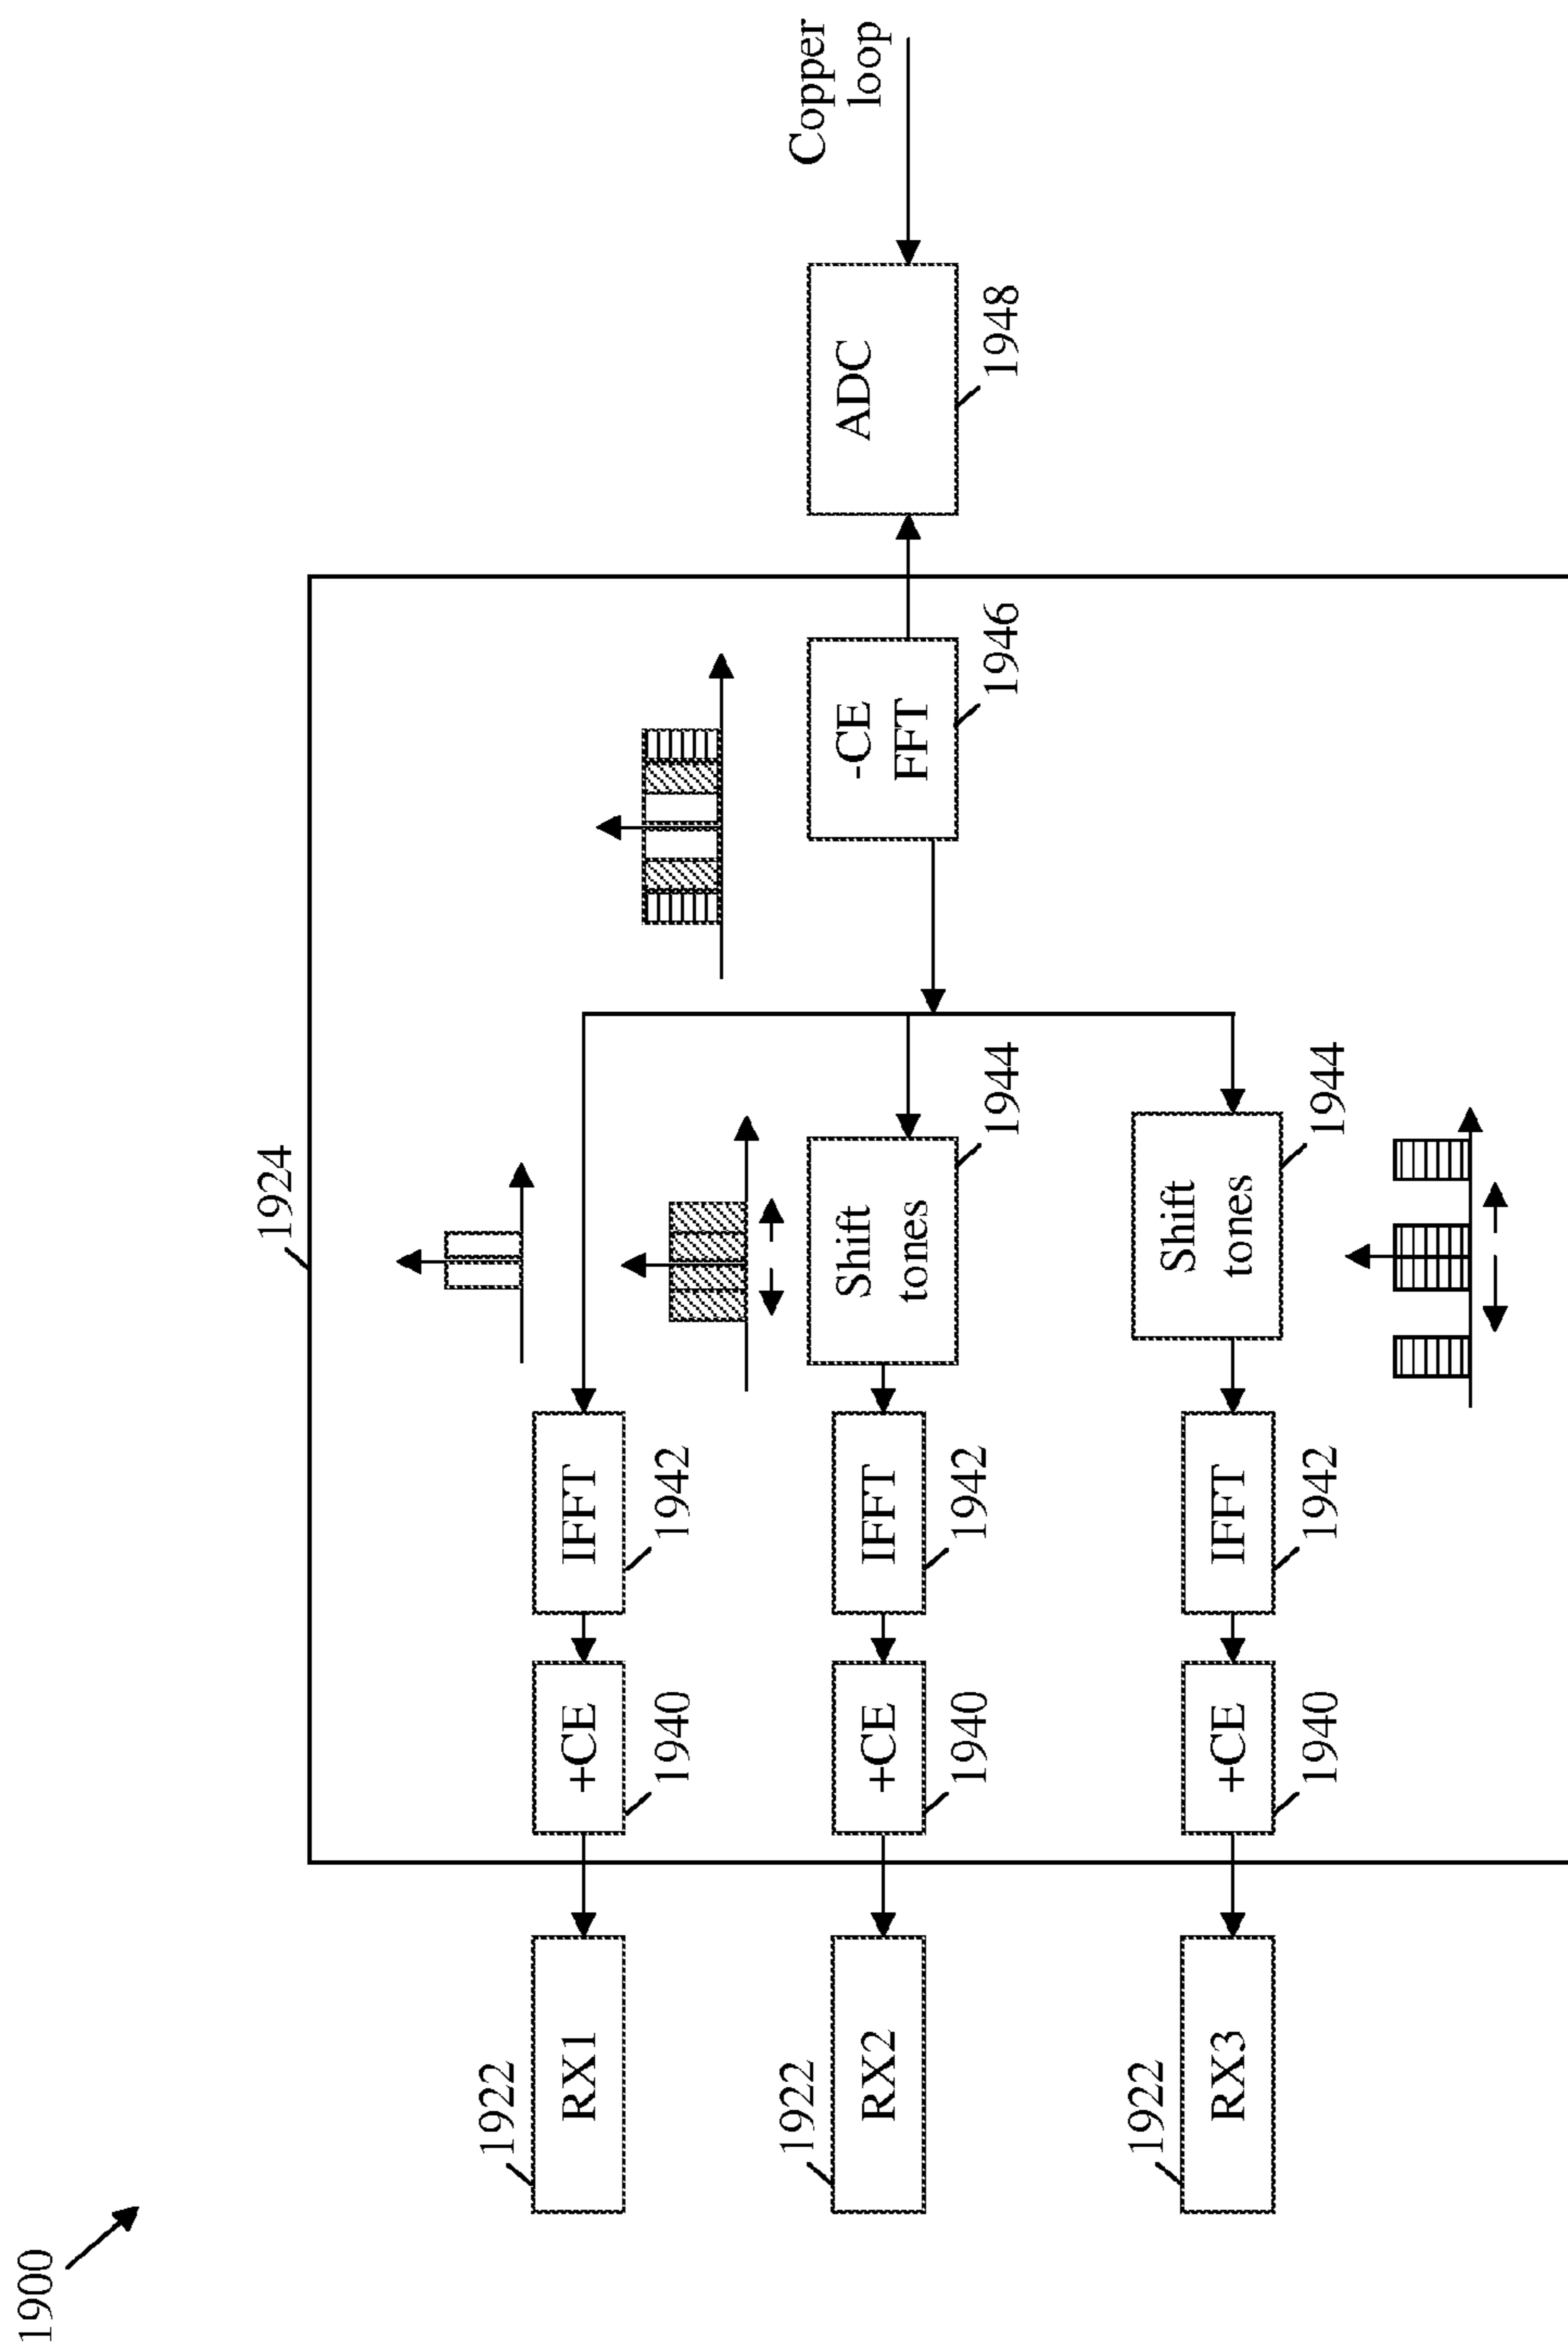 1900
1924
1922
RX1
+CE
1940
IFFT
1942
1922
RX2
+CE
1940
IFFT
1942
Shift
tones
1944
-CE
FFT
1946
ADC
1948
Copper
loop
1922
RX3
+CE
1940
IFFT
1942
Shift
tones
1944